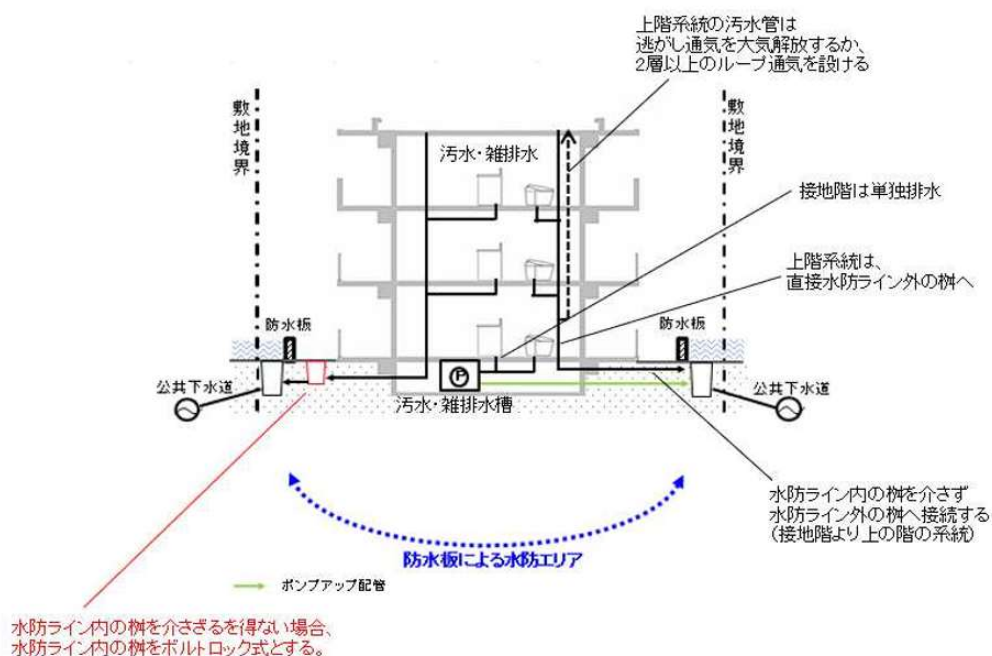 上階系統の汚水管は
逃がし通気を大気解放するか、
2層以上のループ通気を設ける
敷地境界
敷地境界
汚水・雑排水
接地階は単独排水
上階系統は、
直接水防ライン外の桝へ
防水板
防水板
公共下水道
P
公共下水道
汚水・雑排水槽
水防ライン内の桝を介さず
水防ライン外の桝へ接続する
(接地階より上の階の系統)
防水板による水防エリア
ポンプアップ配管
水防ライン内の桝を介さざるを得ない場合、
水防ライン内の桝をボルトロック式とする。